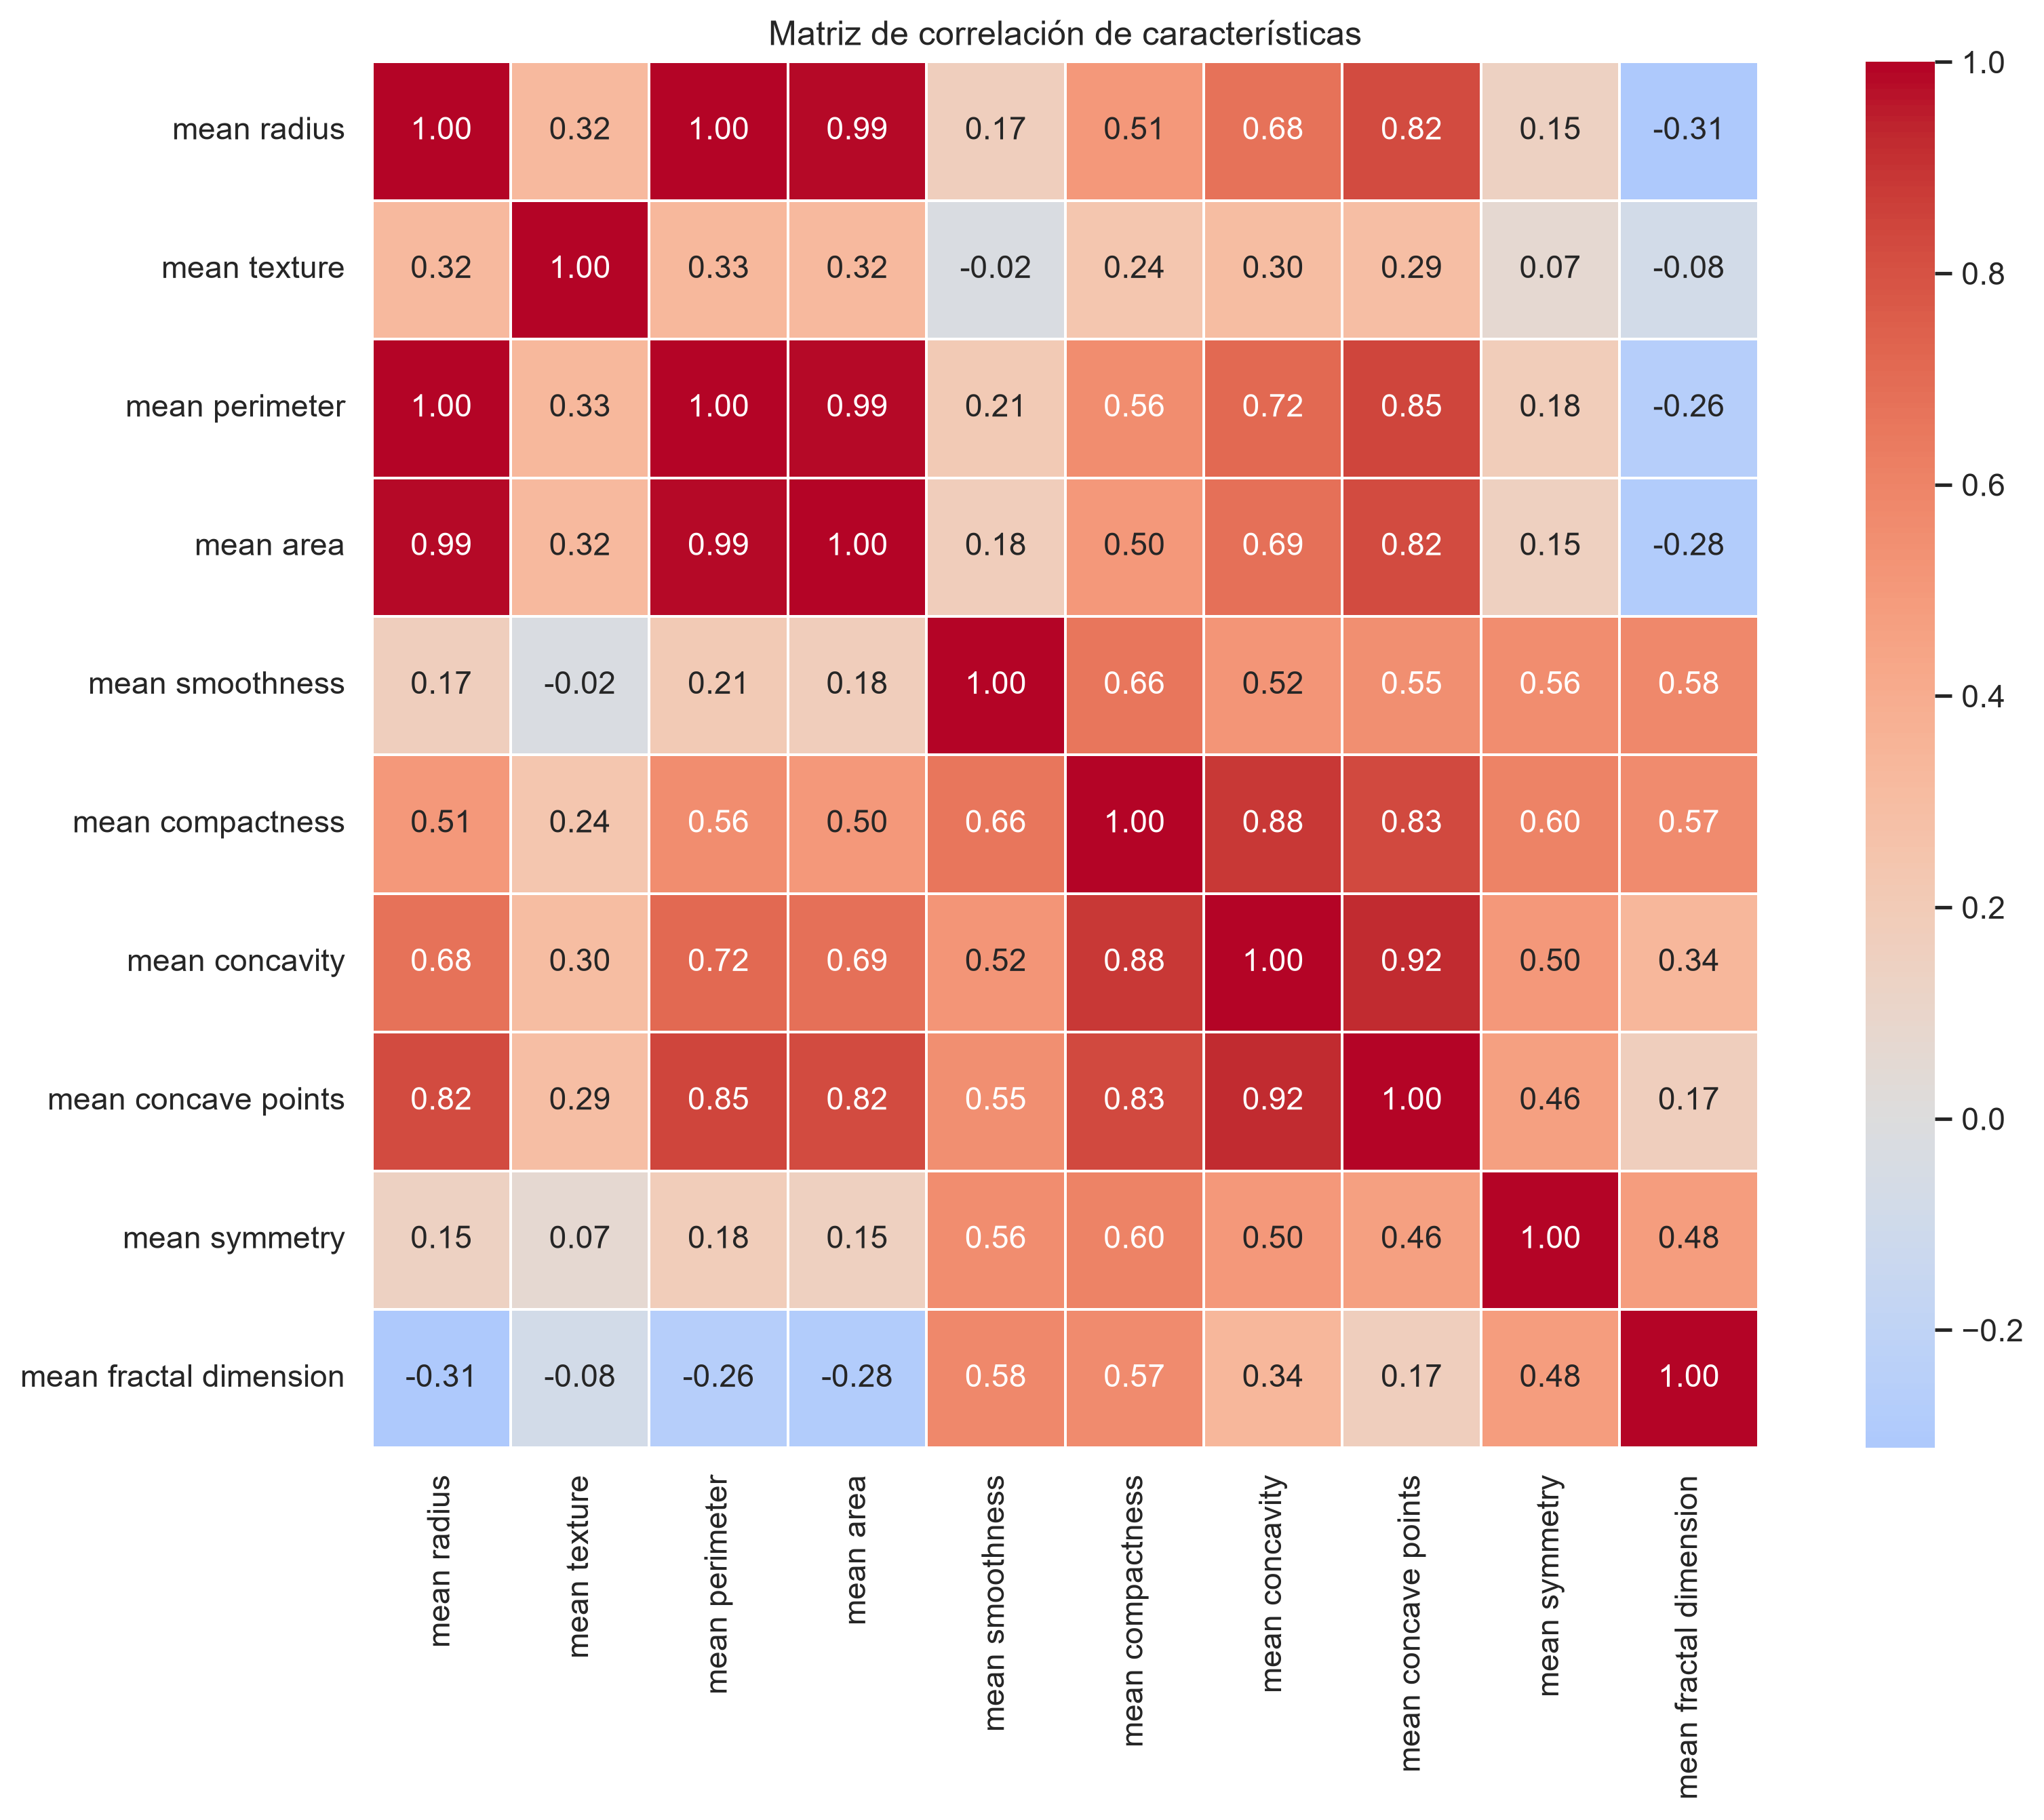 Matriz de correlación de características
mean radius 1.00 0.32 1.00 0.99 0.17 0.51 0.68 0.82 0.15 -0.31
mean texture 0.32 1.00 0.33 0.32 -0.02 0.24 0.30 0.29 0.07 -0.08
mean perimeter 1.00 0.33 1.00 0.99 0.21 0.56 0.72 0.85 0.18 -0.26
mean area 0.99 0.32 0.99 1.00 0.18 0.50 0.69 0.82 0.15 -0.28
mean smoothness 0.17 -0.02 0.21 0.18 1.00 0.66 0.52 0.55 0.56 0.58
mean compactness 0.51 0.24 0.56 0.50 0.66 1.00 0.88 0.83 0.60 0.57
mean concavity 0.68 0.30 0.72 0.69 0.52 0.88 1.00 0.92 0.50 0.34
mean concave points 0.82 0.29 0.85 0.82 0.55 0.83 0.92 1.00 0.46 0.17
mean symmetry 0.15 0.07 0.18 0.15 0.56 0.60 0.50 0.46 1.00 0.48
mean fractal dimension -0.31 -0.08 -0.26 -0.28 0.58 0.57 0.34 0.17 0.48 1.00
mean radius
mean texture
mean perimeter
mean area
mean smoothness
mean compactness
mean concavity
mean concave points
mean symmetry
mean fractal dimension
1.0
0.8
0.6
0.4
0.2
0.0
−0.2